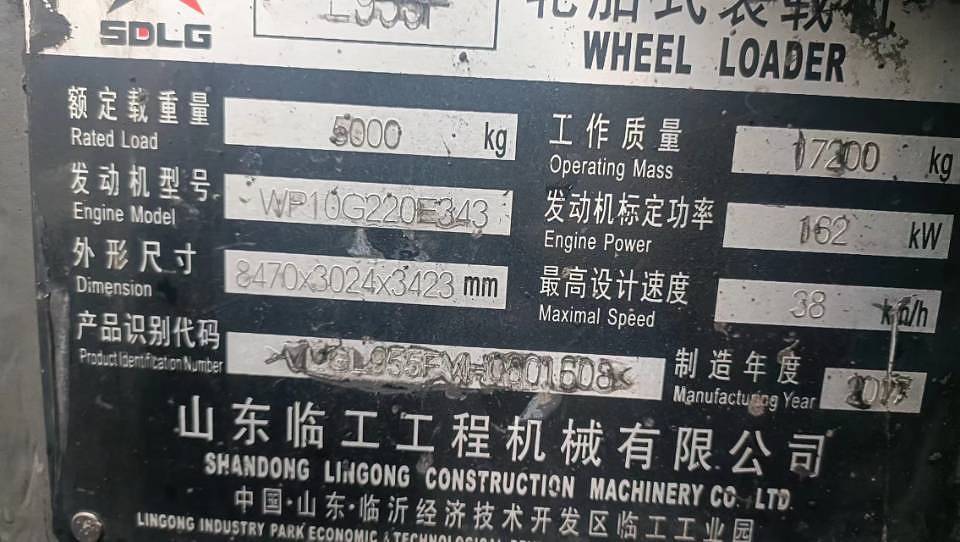 SDLG
L955F
轮胎式装载机
WHEEL LOADER
额定载重量 5000 kg
Rated Load
工作质量 17200 kg
Operating Mass
发动机型号 WP10G220E343
Engine Model
发动机标定功率 162 kW
Engine Power
外形尺寸 8470x3024x3423 mm
Dimension
最高设计速度 38 km/h
Maximal Speed
产品识别代码
Product Identification Number
制造年度
Manufacturing Year
山东临工工程机械有限公司
SHANDONG LINGONG CONSTRUCTION MACHINERY CO. LTD.
中国·山东·临沂经济技术开发区临工工业园
LINGONG INDUSTRY PARK ECONOMIC & TECHNOLOGICAL